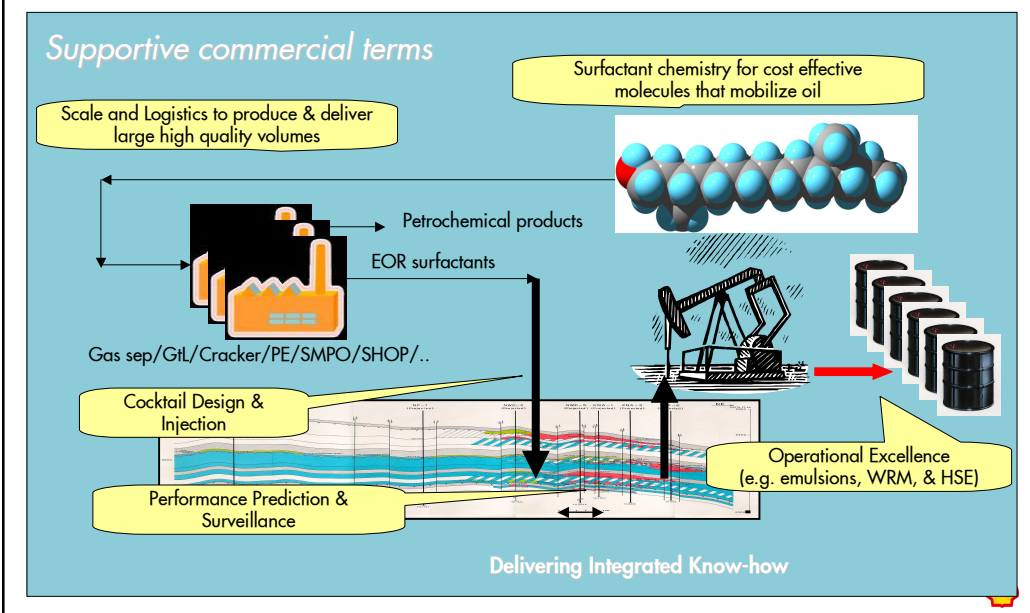 Supportive commercial terms
Surfactant chemistry for cost effective
molecules that mobilize oil
Scale and Logistics to produce & deliver
large high quality volumes
Petrochemical products
EOR surfactants
Gas sep/GtL/Cracker/PE/SMPO/SHOP/..
Cocktail Design &
Injection
Operational Excellence
(e.g. emulsions, WRM, & HSE)
Performance Prediction &
Surveillance
Delivering Integrated Know-how